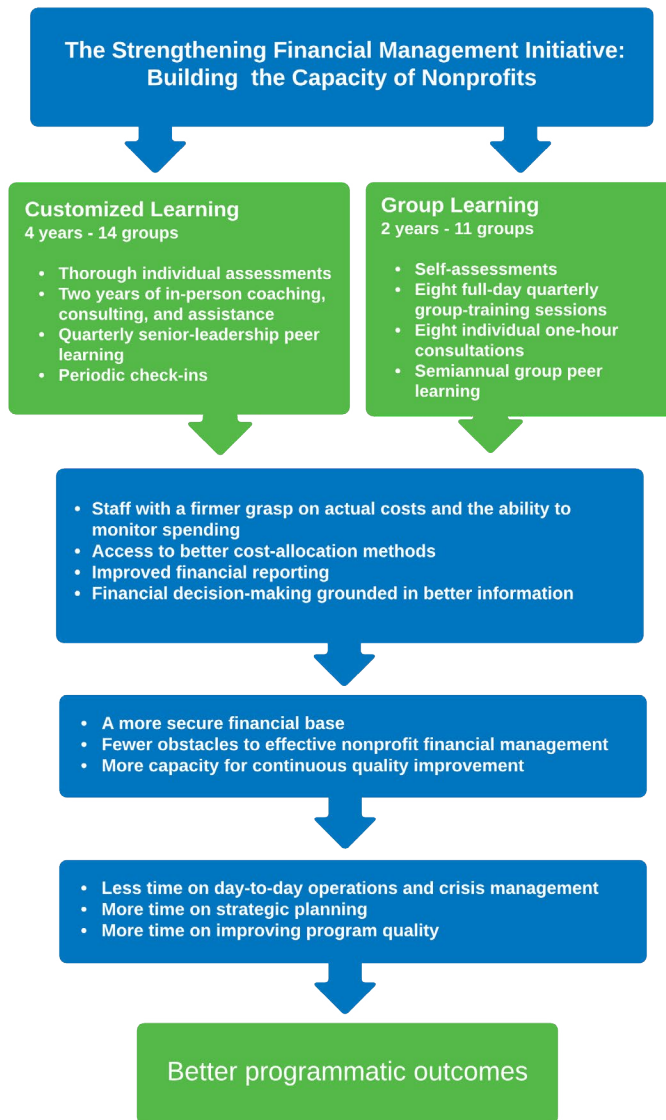 The Strengthening Financial Management Initiative:
Building the Capacity of Nonprofits
Customized Learning
4 years - 14 groups
• Thorough individual assessments
• Two years of in-person coaching,
consulting, and assistance
• Quarterly senior-leadership peer
learning
• Periodic check-ins
Group Learning
2 years - 11 groups
• Self-assessments
• Eight full-day quarterly
group-training sessions
• Eight individual one-hour
consultations
• Semiannual group peer
learning
• Staff with a firmer grasp on actual costs and the ability to
monitor spending
• Access to better cost-allocation methods
• Improved financial reporting
• Financial decision-making grounded in better information
• A more secure financial base
• Fewer obstacles to effective nonprofit financial management
• More capacity for continuous quality improvement
• Less time on day-to-day operations and crisis management
• More time on strategic planning
• More time on improving program quality
Better programmatic outcomes